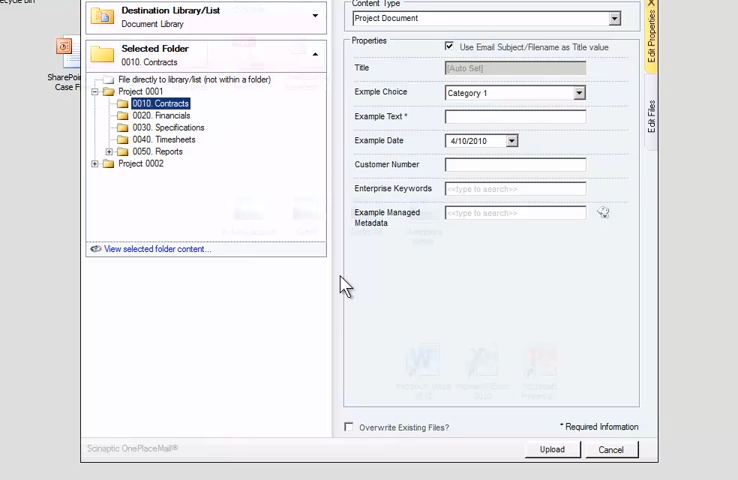 Destination Library/List
Document Library
Selected Folder
0010. Contracts
File directly to library/list (not within a folder)
Project 0001
0010. Contracts
0020. Financials
0030. Specifications
0040. Timesheets
0050. Reports
Project 0002
View selected folder content...
Content Type
Project Document
Properties
Use Email Subject/Filename as Title value
Title
[Auto Set]
Exmple Choice
Category 1
Example Text *
Example Date
4/10/2010
Customer Number
Enterprise Keywords
<<type to search>>
Example Managed
Metadata
<<type to search>>
Overwrite Existing Files?
* Required Information
Scinaptic OnePlaceMail®
Upload
Cancel
Edit Properties
Edit Files
SharePoin
Case F